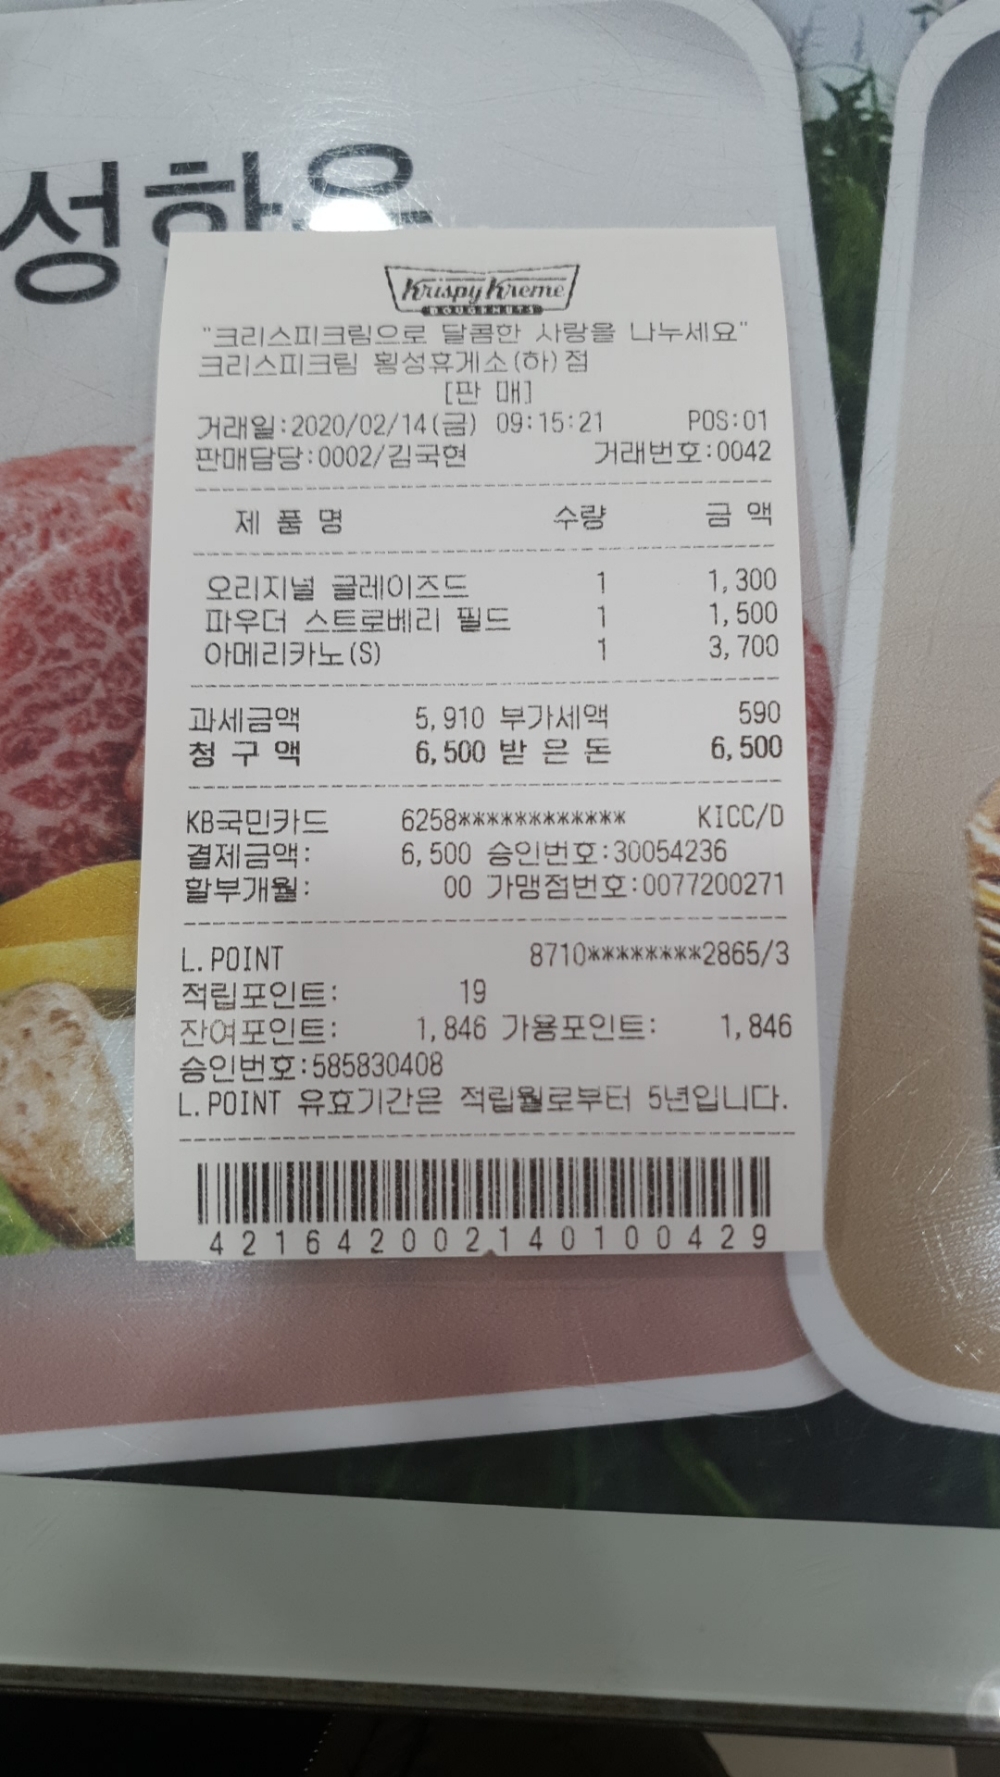 성하우
Krispy Kreme
DOUGHNUTS
"크리스피크림으로 달콤한 사랑을 나누세요"
크리스피크림 횡성휴게소(하)점
[판 매]
거래일:2020/02/14(금) 09:15:21 POS:01
판매담당:0002/김국현 거래번호:0042
제 품 명 수량 금 액
오리지널 글레이즈드 1 1,300
파우더 스트로베리 필드 1 1,500
아메리카노(S) 1 3,700
과세금액 5,910 부가세액 590
청 구 액 6,500 받 은 돈 6,500
KB국민카드 6258************ KICC/D
결제금액: 6,500 승인번호:30054236
할부개월: 00 가맹점번호:0077200271
L.POINT 8710********2865/3
적립포인트: 19
잔여포인트: 1,846 가용포인트: 1,846
승인번호:585830408
L.POINT 유효기간은 적립월로부터 5년입니다.
421642002140100429